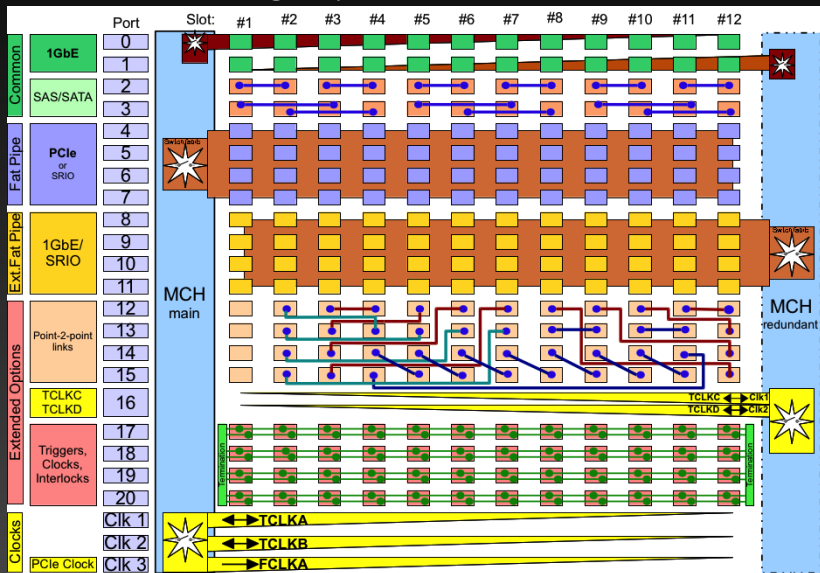 Port
Slot:
#1
#2
#3
#4
#5
#6
#7
#8
#9
#10
#11
#12
Common
1GbE
0
1
SAS/SATA
2
3
Fat Pipe
PCIe
or
SRIO
4
5
6
7
Switch fabric
Ext.Fat Pipe
1GbE/
SRIO
8
9
10
11
Switch fabric
MCH
main
MCH
redundant
Extended Options
Point-2-point
links
12
13
14
15
TCLKC
TCLKD
16
TCLKC
Clk1
TCLKD
Clk2
Triggers,
Clocks,
Interlocks
17
18
19
20
Termination
Termination
Clocks
Clk 1
Clk 2
PCIe Clock
Clk 3
TCLKA
TCLKB
FCLKA